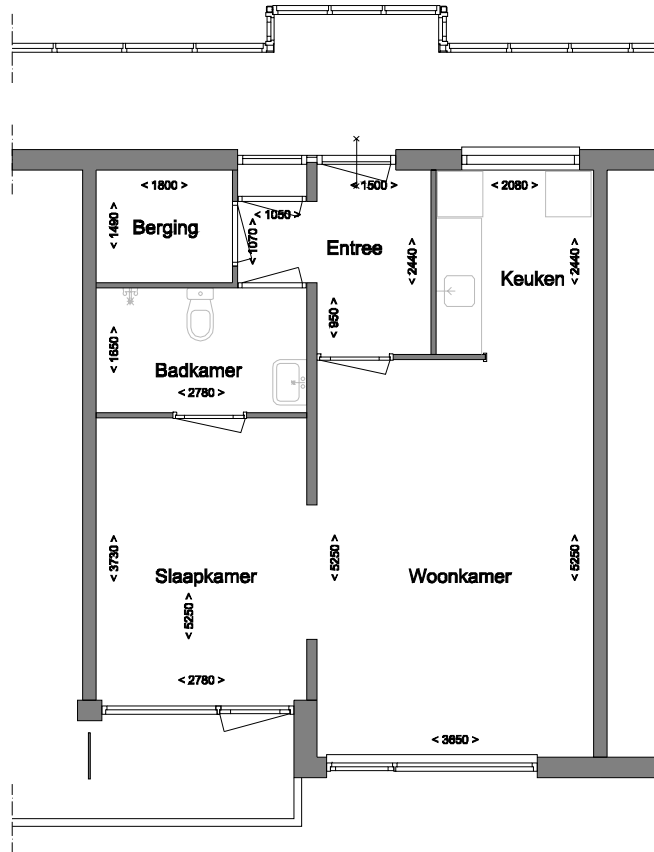 < 1800 >
< 1500 >
< 2080 >
< 1490 >
Berging
< 1050 >
< 1070 >
Entree
< 2440 >
Keuken
< 2440 >
< 950 >
< 1650 >
Badkamer
< 2780 >
< 3730 >
Slaapkamer
< 5250 >
< 5250 >
Woonkamer
< 5250 >
< 2780 >
< 3650 >